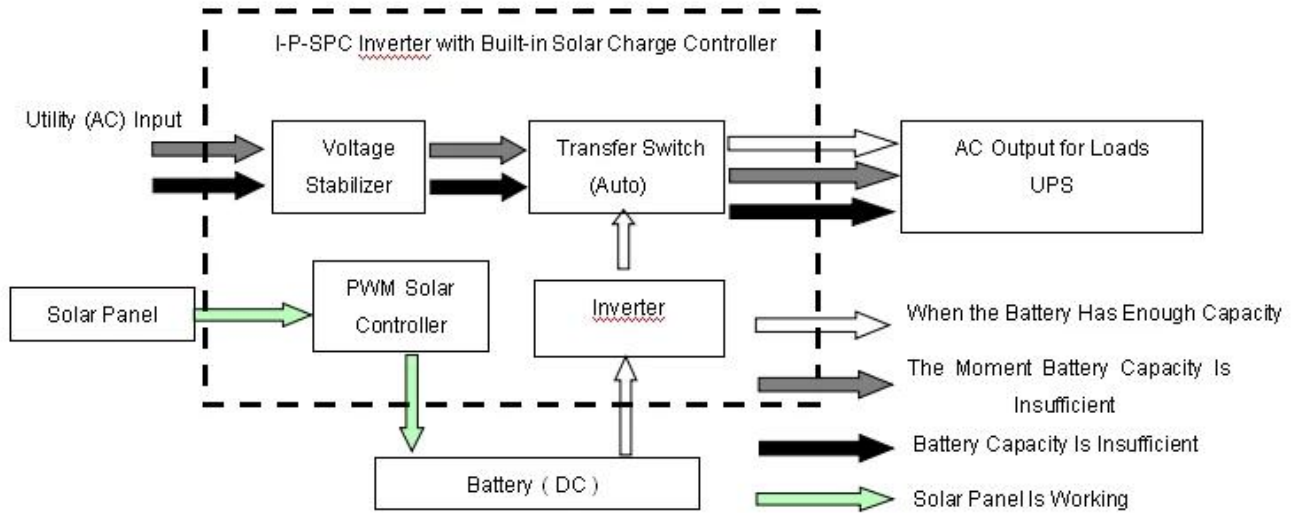 I-P-SPC Inverter with Built-in Solar Charge Controller
Utility (AC) Input
Voltage
Stabilizer
Transfer Switch
(Auto)
AC Output for Loads
UPS
Solar Panel
PWM Solar
Controller
Inverter
Battery ( DC )
When the Battery Has Enough Capacity
The Moment Battery Capacity Is
Insufficient
Battery Capacity Is Insufficient
Solar Panel Is Working